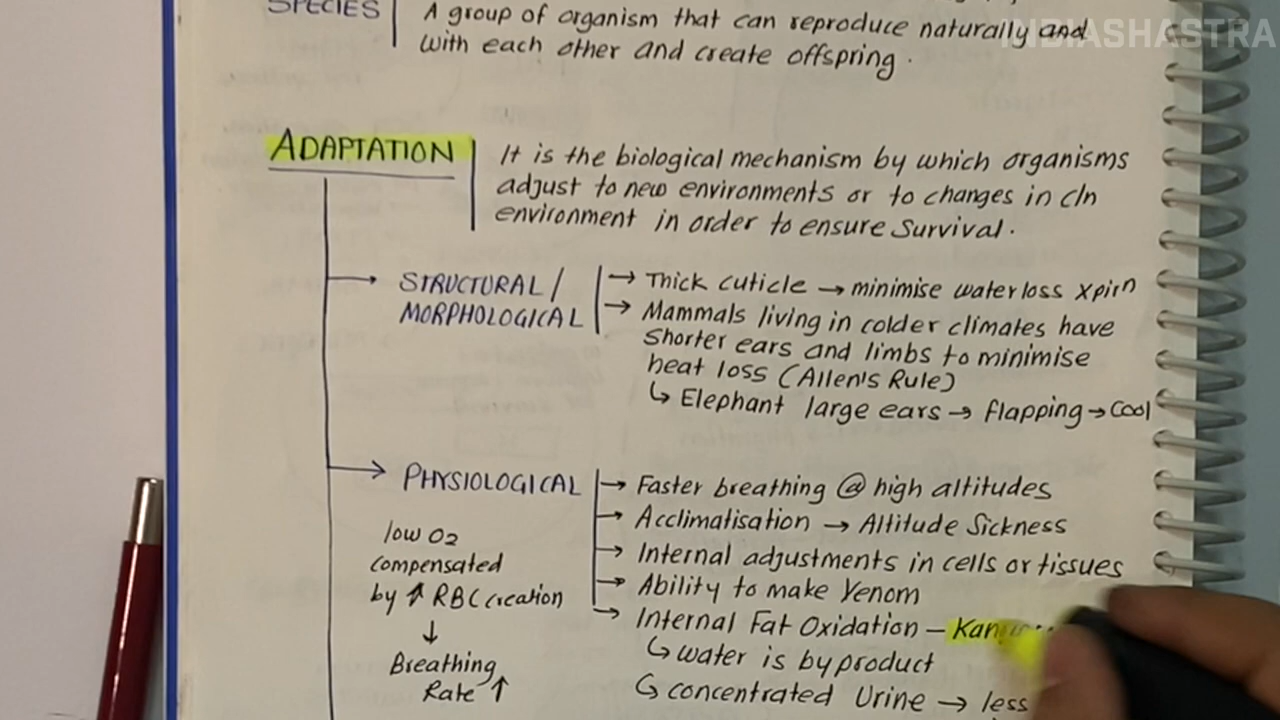 INDIASHASTRA
SPECIES
A group of organism that can reproduce naturally and
with each other and create offspring.
ADAPTATION
It is the biological mechanism by which organisms
adjust to new environments or to changes in c/n
environment in order to ensure Survival.
→ STRUCTURAL /
MORPHOLOGICAL
→ Thick cuticle → minimise water loss xpirn
→ Mammals living in colder climates have
shorter ears and limbs to minimise
heat loss (Allen's Rule)
↳ Elephant large ears → flapping → Cool
→ PHYSIOLOGICAL
→ Faster breathing @ high altitudes
→ Acclimatisation → Altitude Sickness
→ Internal adjustments in cells or tissues
→ Ability to make Venom
→ Internal Fat Oxidation –
↳ water is byproduct
↳ concentrated Urine → less
low O2
compensated
by ↑ RBC creation
↓
Breathing
Rate ↑